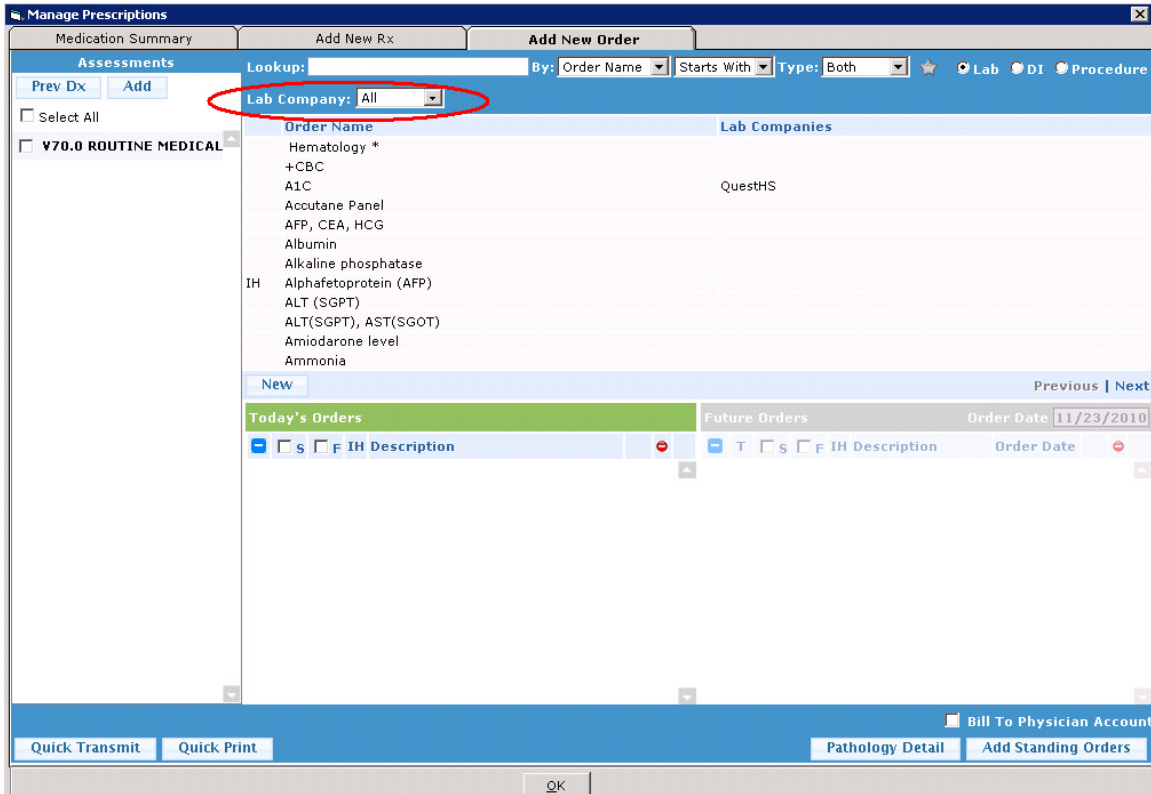 Manage Prescriptions
Medication Summary Add New Rx Add New Order
Assessments
Prev Dx Add
Select All
V70.0 ROUTINE MEDICAL
Lookup: By: Order Name Starts With Type: Both Lab DI Procedure
Lab Company: All
Order Name Lab Companies
Hematology *
+CBC
A1C QuestHS
Accutane Panel
AFP, CEA, HCG
Albumin
Alkaline phosphatase
IH Alphafetoprotein (AFP)
ALT (SGPT)
ALT(SGPT), AST(SGOT)
Amiodarone level
Ammonia
New Previous | Next
Today's Orders Future Orders Order Date 11/23/2010
S F IH Description T S F IH Description Order Date
Bill To Physician Account
Quick Transmit Quick Print Pathology Detail Add Standing Orders
OK